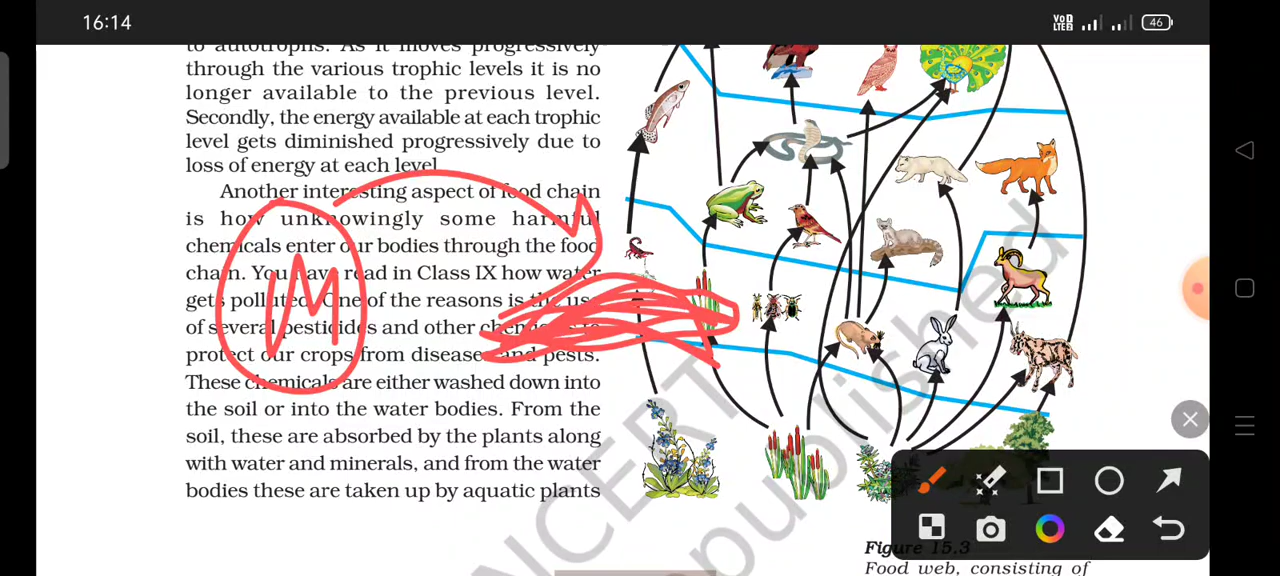 16:14
VoD
LTE2
46
to autotrophs. As it moves progressively
through the various trophic levels it is no
longer available to the previous level.
Secondly, the energy available at each trophic
level gets diminished progressively due to
loss of energy at each level.
Another interesting aspect of food chain
is how unknowingly some harmful
chemicals enter our bodies through the food
chain. You have read in Class IX how water
gets polluted. One of the reasons is the use
of several pesticides and other chemicals to
protect our crops from diseases and pests.
These chemicals are either washed down into
the soil or into the water bodies. From the
soil, these are absorbed by the plants along
with water and minerals, and from the water
bodies these are taken up by aquatic plants
M
NCERT
republished
Figure 15.3
Food web, consisting of